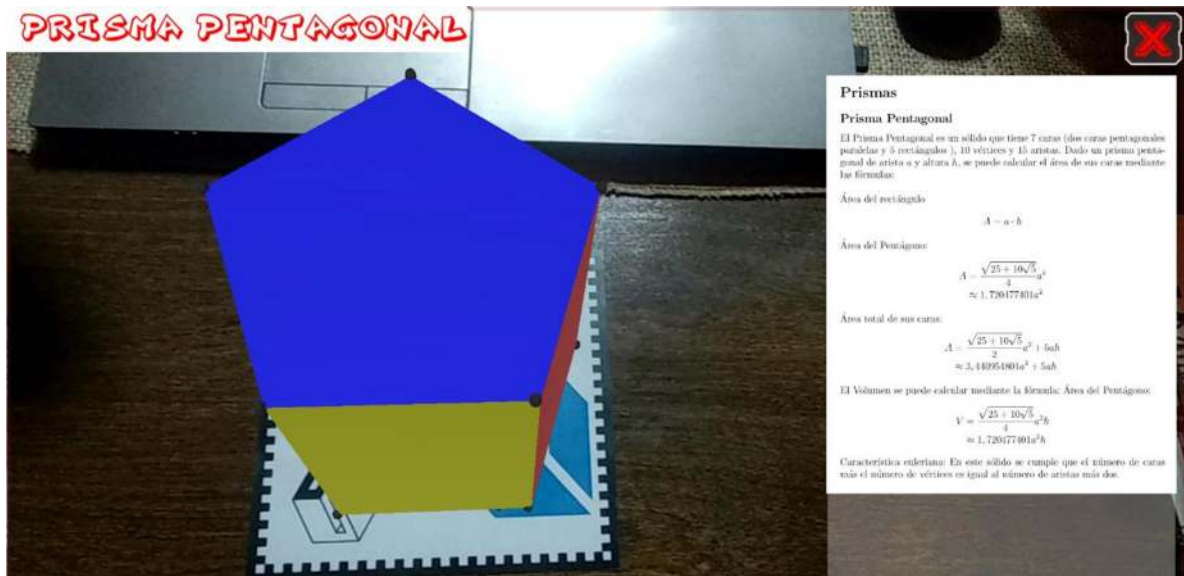 PRISMA PENTAGONAL
X
Prismas
Prisma Pentagonal
El Prisma Pentagonal es un sólido que tiene 7 caras (dos caras pentagonales
paralelas y 5 rectángulos ), 10 vértices y 15 aristas. Dado un prisma penta-
gonal de arista a y altura h, se puede calcular el área de sus caras mediante
las fórmulas:
Área del rectángulo
A = a · h
Área del Pentágono:
A = √(25 + 10√5)/4 a²
≈ 1,720477401a²
Área total de sus caras:
A = √(25 + 10√5)/2 a² + 5ah
≈ 3,440954801a² + 5ah
El Volumen se puede calcular mediante la fórmula: Área del Pentágono:
V = √(25 + 10√5)/4 a²h
≈ 1,720477401a²h
Característica euleriana: En este sólido se cumple que el número de caras
más el número de vértices es igual al número de aristas más dos.